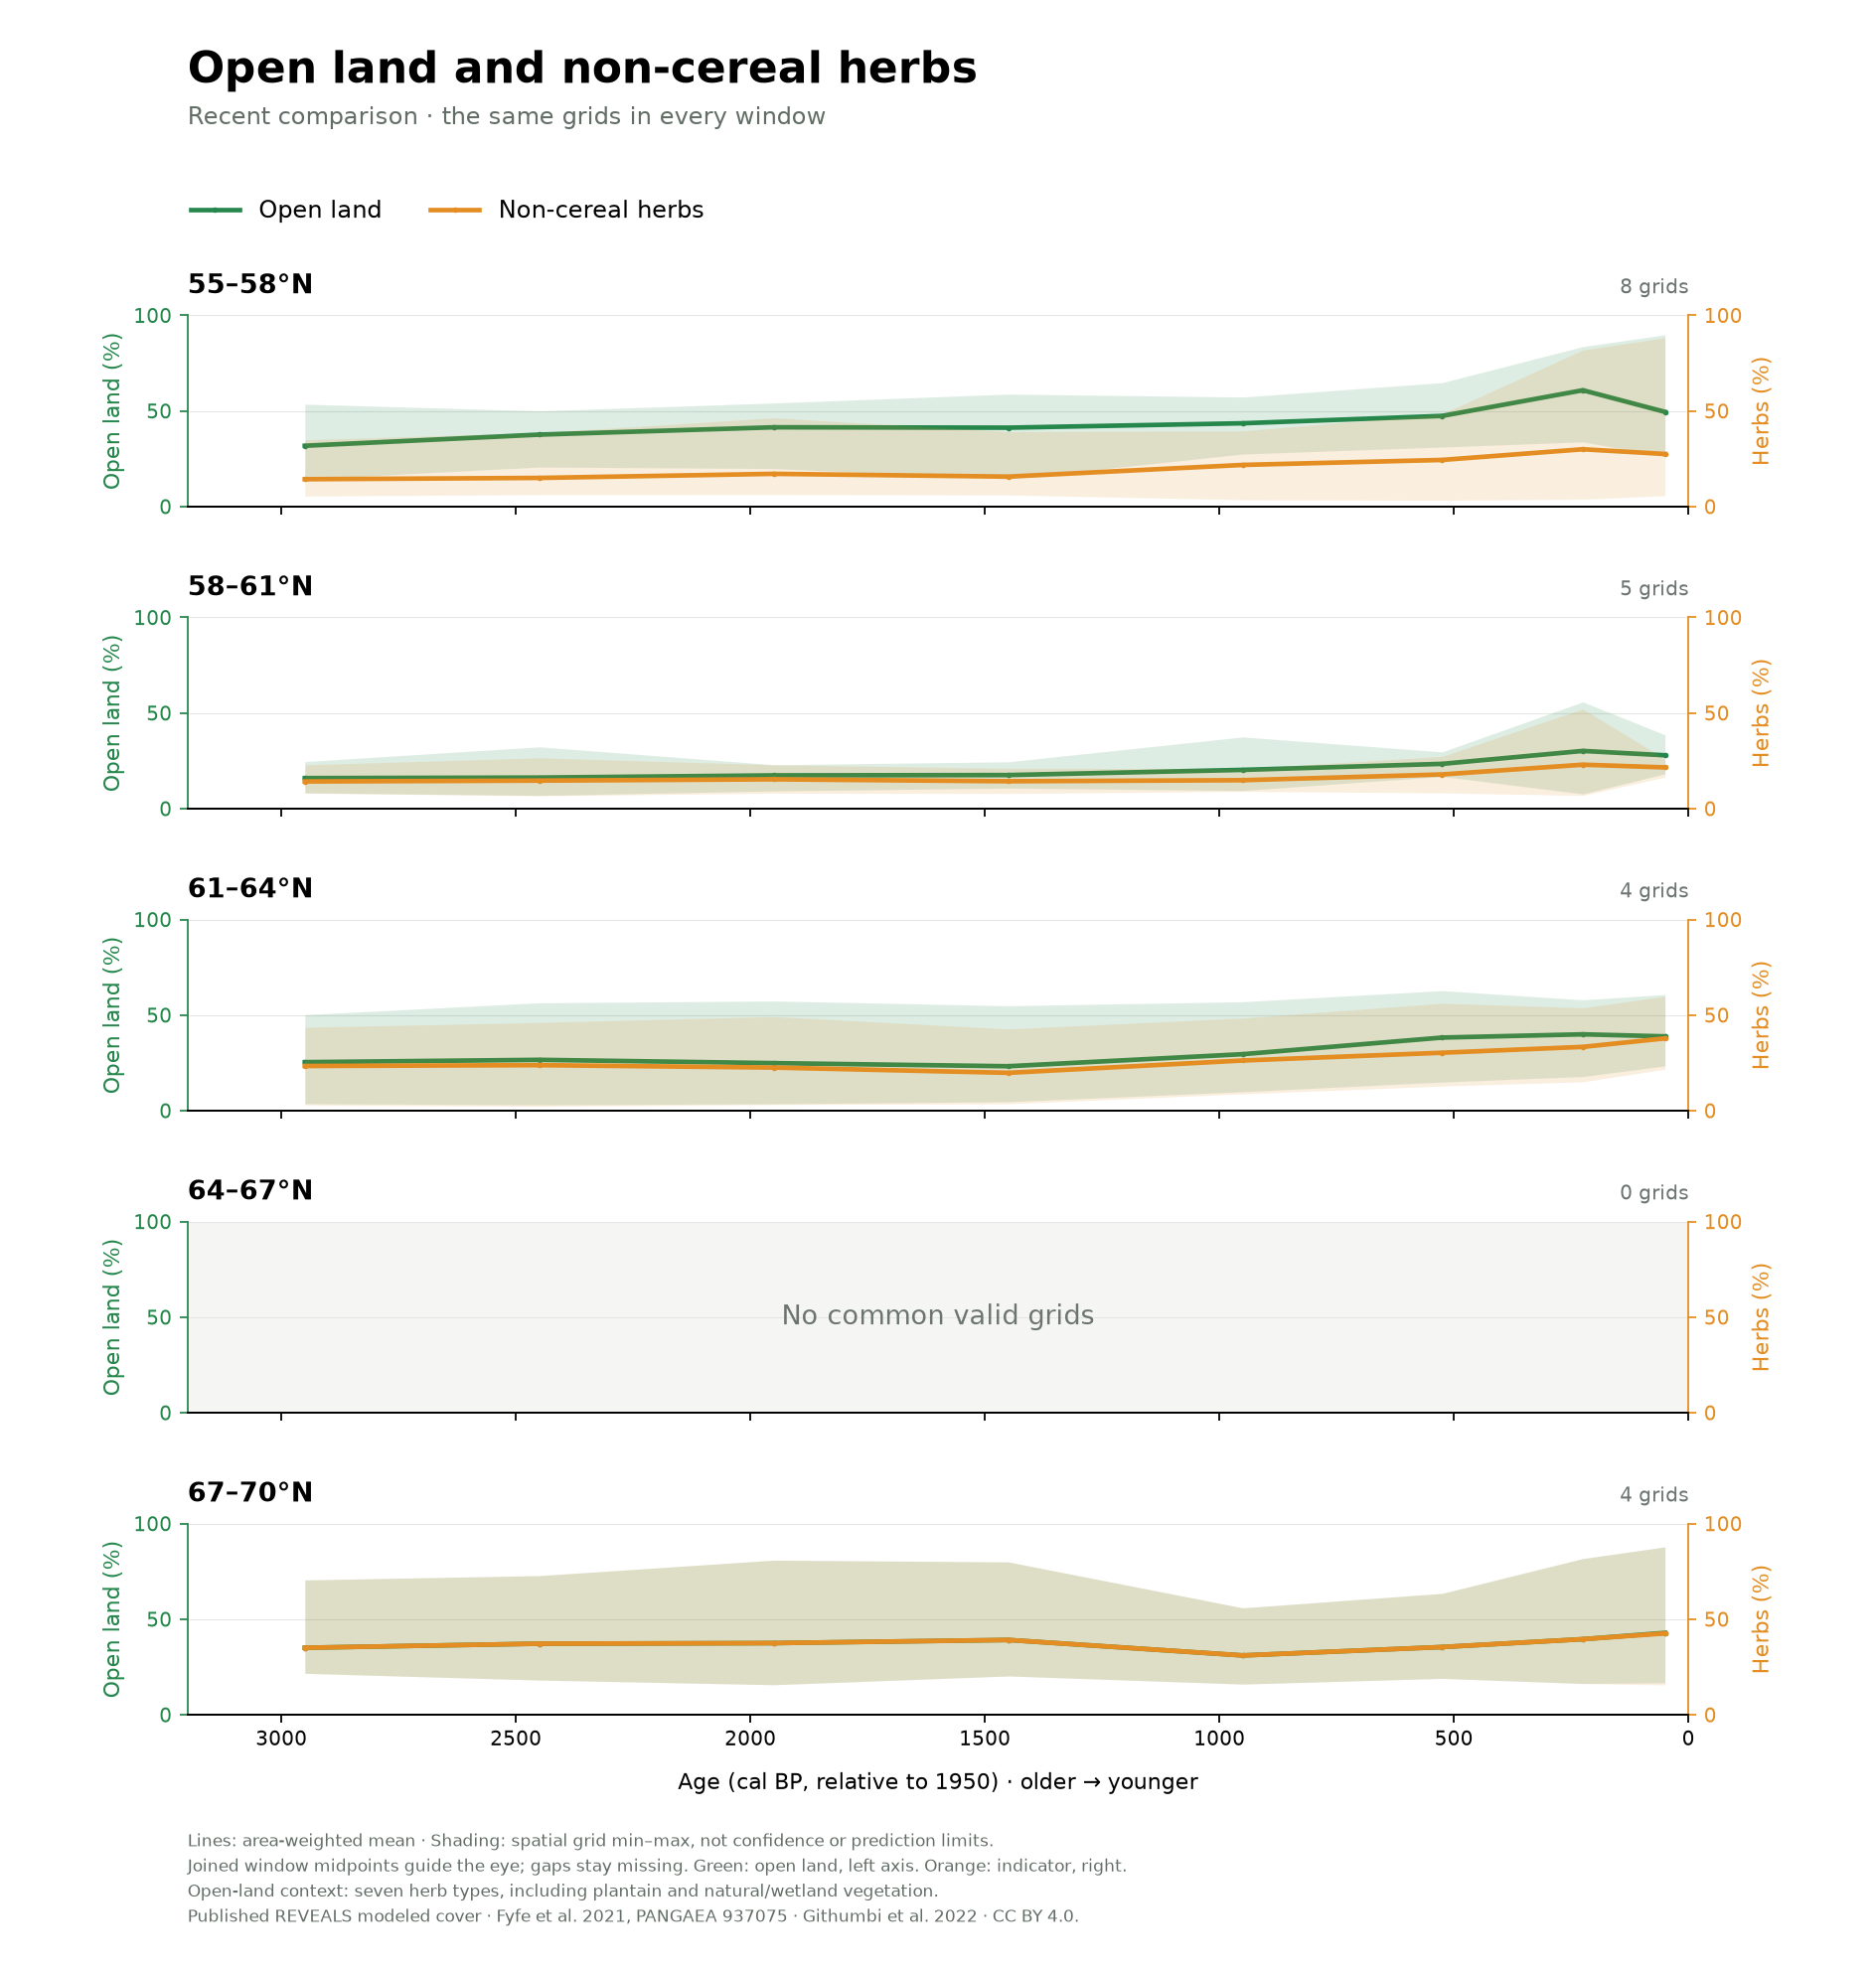 Open land and non-cereal herbs
Recent comparison · the same grids in every window
Open land
Non-cereal herbs
55–58°N
8 grids
100
50
0
Open land (%)
100
50
0
Herbs (%)
58–61°N
5 grids
100
50
0
Open land (%)
100
50
0
Herbs (%)
61–64°N
4 grids
100
50
0
Open land (%)
100
50
0
Herbs (%)
64–67°N
0 grids
100
50
0
Open land (%)
No common valid grids
100
50
0
Herbs (%)
67–70°N
4 grids
100
50
0
Open land (%)
100
50
0
Herbs (%)
3000 2500 2000 1500 1000 500 0
Age (cal BP, relative to 1950) · older → younger
Lines: area-weighted mean · Shading: spatial grid min–max, not confidence or prediction limits.
Joined window midpoints guide the eye; gaps stay missing. Green: open land, left axis. Orange: indicator, right.
Open-land context: seven herb types, including plantain and natural/wetland vegetation.
Published REVEALS modeled cover · Fyfe et al. 2021, PANGAEA 937075 · Githumbi et al. 2022 · CC BY 4.0.